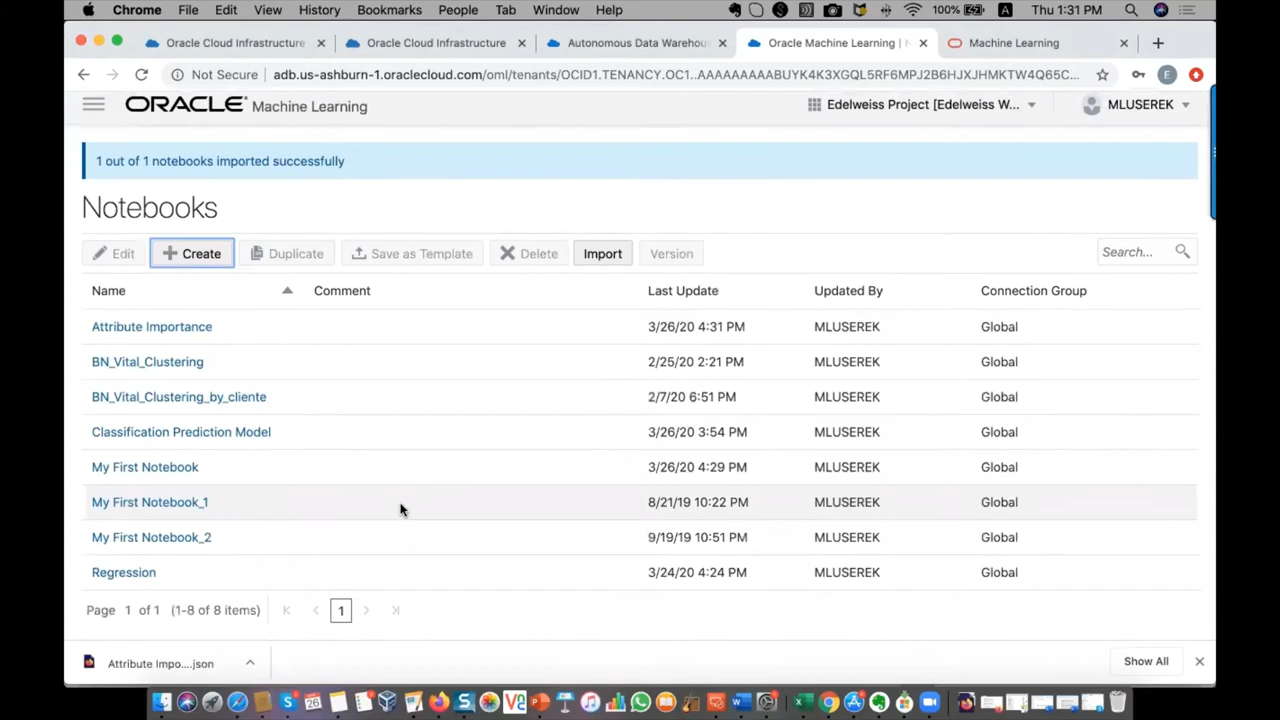 Chrome File Edit View History Bookmarks People Tab Window Help 100% A Thu 1:31 PM
Oracle Cloud Infrastructure Oracle Cloud Infrastructure Autonomous Data Warehou Oracle Machine Learning | Machine Learning
Not Secure adb.us-ashburn-1.oraclecloud.com/oml/tenants/OCID1.TENANCY.OC1..AAAAAAAABUYK4K3XGQL5RF6MPJ2B6HJXJHMKTW4Q65C... E
ORACLE® Machine Learning Edelweiss Project [Edelweiss W... MLUSEREK
1 out of 1 notebooks imported successfully
Notebooks
Edit Create Duplicate Save as Template Delete Import Version Search...
Name Comment Last Update Updated By Connection Group
Attribute Importance 3/26/20 4:31 PM MLUSEREK Global
BN_Vital_Clustering 2/25/20 2:21 PM MLUSEREK Global
BN_Vital_Clustering_by_cliente 2/7/20 6:51 PM MLUSEREK Global
Classification Prediction Model 3/26/20 3:54 PM MLUSEREK Global
My First Notebook 3/26/20 4:29 PM MLUSEREK Global
My First Notebook_1 8/21/19 10:22 PM MLUSEREK Global
My First Notebook_2 9/19/19 10:51 PM MLUSEREK Global
Regression 3/24/20 4:24 PM MLUSEREK Global
Page 1 of 1 (1-8 of 8 items) 1
Attribute Impo....json Show All